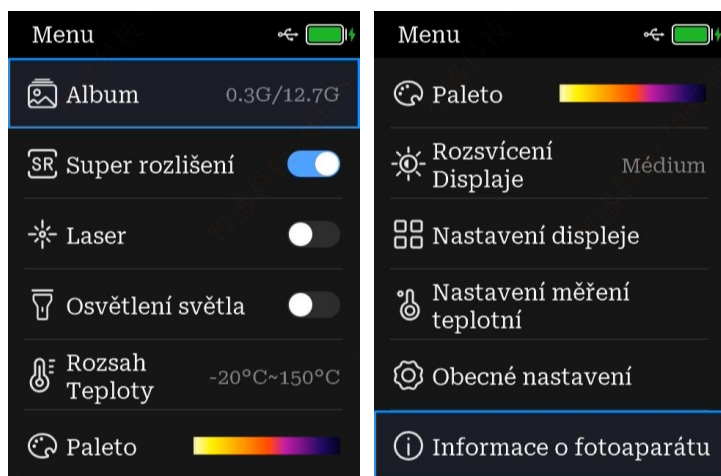 Menu
Album 0.3G/12.7G
SR Super rozlišení
Laser
Osvětlení světla
Rozsah
Teploty -20°C~150°C
Paleto
Menu
Paleto
Rozsvícení
Displaje Médium
Nastavení displeje
Nastavení měření
teplotní
Obecné nastavení
Informace o fotoaparátu